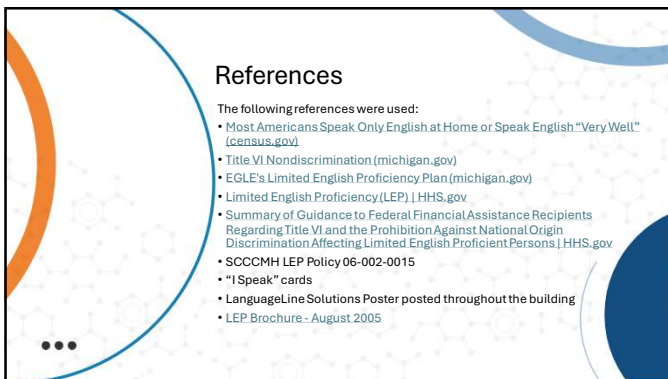 References
The following references were used:
• Most Americans Speak Only English at Home or Speak English “Very Well”
(census.gov)
• Title VI Nondiscrimination (michigan.gov)
• EGLE's Limited English Proficiency Plan (michigan.gov)
• Limited English Proficiency (LEP) | HHS.gov
• Summary of Guidance to Federal Financial Assistance Recipients
Regarding Title VI and the Prohibition Against National Origin
Discrimination Affecting Limited English Proficient Persons | HHS.gov
• SCCCMH LEP Policy 06-002-0015
• “I Speak” cards
• LanguageLine Solutions Poster posted throughout the building
• LEP Brochure - August 2005